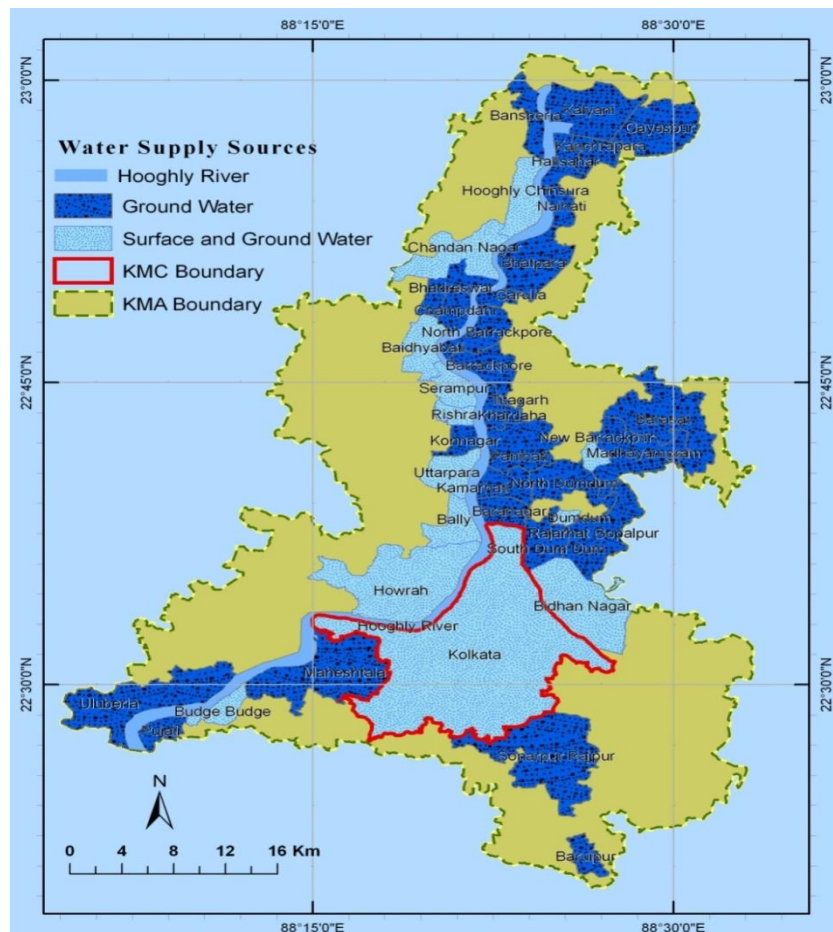 88°15'0"E
88°30'0"E
23°0'0"N
23°0'0"N
Water Supply Sources
Hooghly River
Ground Water
Surface and Ground Water
KMC Boundary
KMA Boundary
Bansberia
Kalyani
Gayespur
Kanchrapara
Halisahar
Hooghly Chinsura
Naihati
Chandan Nagar
Bhatpara
Bhadreswar
Garulia
Champdani
North Barrackpore
Baidhyabati
Barrackpore
22°45'0"N
22°45'0"N
Serampur
Titagarh
Rishra
Khardaha
Barasat
Konnagar
New Barrackpur
Panihati
Madhayamgram
Uttarpara
Kamarhati
North Dumdum
Baranagar
Bally
Dumdum
Rajarhat Gopalpur
South Dum Dum
Howrah
Bidhan Nagar
Hooghly River
Kolkata
Maheshtala
22°30'0"N
22°30'0"N
Uluberia
Budge Budge
Pujali
Sonarpur Rajpur
N
Baruipur
0 4 8 12 16 Km
88°15'0"E
88°30'0"E